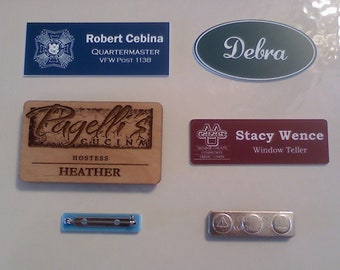 Robert Cebina
Quartermaster
VFW Post 1138
Debra
Pagelli's
CUCINA
HOSTESS
HEATHER
Stacy Wence
Window Teller